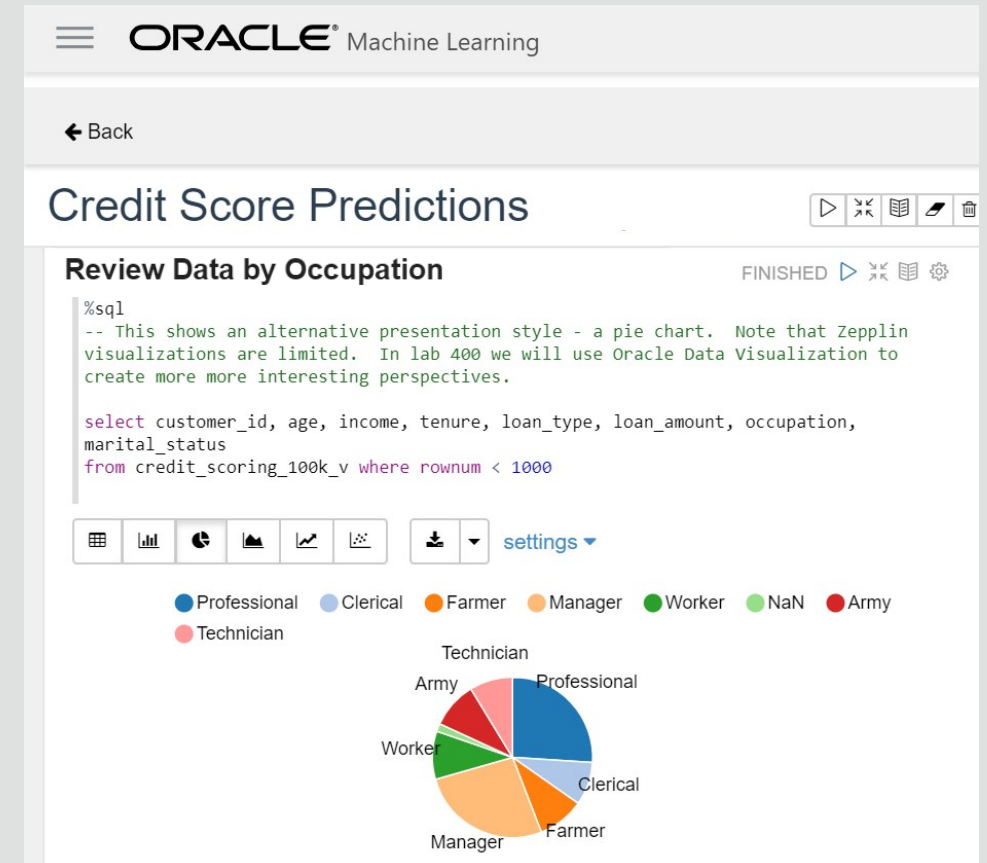 ORACLE® Machine Learning
Back
Credit Score Predictions
Review Data by Occupation
FINISHED
%sql
-- This shows an alternative presentation style - a pie chart.  Note that Zepplin
visualizations are limited.  In lab 400 we will use Oracle Data Visualization to
create more more interesting perspectives.
select customer_id, age, income, tenure, loan_type, loan_amount, occupation,
marital_status
from credit_scoring_100k_v where rownum < 1000
settings
Professional Clerical Farmer Manager Worker NaN Army
Technician
Technician
Army Professional
Worker
Clerical
Farmer
Manager